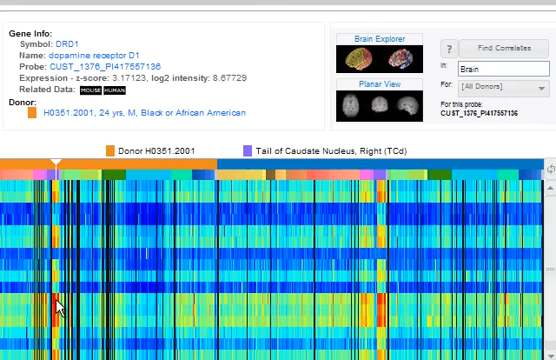 Gene Info:
Symbol: DRD1
Name: dopamine receptor D1
Probe: CUST_1376_PI417557136
Expression - z-score: 3.17123, log2 intensity: 8.67729
Related Data: MOUSE HUMAN
Donor:
H0351.2001, 24 yrs, M, Black or African American
Brain Explorer
Planar View
?
Find Correlates
In:
Brain
For:
[All Donors]
For this probe:
CUST_1376_PI417557136
Donor H0351.2001
Tail of Caudate Nucleus, Right (TCd)